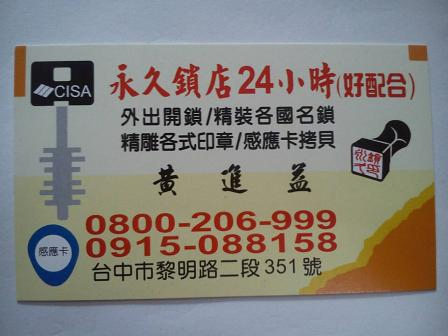 CISA
永久鎖店24小時(好配合)
外出開鎖/精裝各國名鎖
精雕各式印章/感應卡拷貝
黃進益
0800-206-999
0915-088158
感應卡
台中市黎明路二段351號